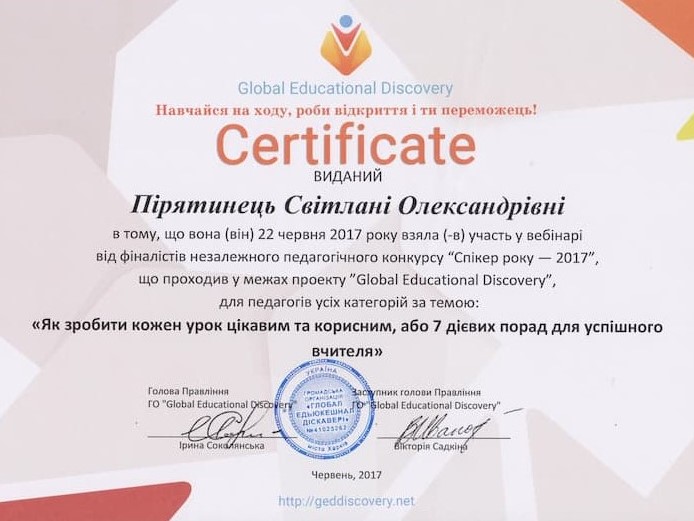 Global Educational Discovery
Навчайся на ходу, роби відкриття і ти переможець!
Certificate
ВИДАНИЙ
Пірятинець Світлані Олександрівні
в тому, що вона (він) 22 червня 2017 року взяла (-в) участь у вебінарі
від фіналістів незалежного педагогічного конкурсу “Спікер року — 2017”,
що проходив у межах проекту ”Global Educational Discovery”,
для педагогів усіх категорій за темою:
«Як зробити кожен урок цікавим та корисним, або 7 дієвих порад для успішного
вчителя»
Голова Правління
ГО "Global Educational Discovery"
Ірина Соколянська
УКРАЇНА
ГРОМАДСЬКА
ОРГАНІЗАЦІЯ
«ГЛОБАЛ
ЕДЬЮКЕШНАЛ
ДІСКАВЕРІ»
№41025262
місто Харків
Заступник голови Правління
ГО "Global Educational Discovery"
Вікторія Садкіна
Червень, 2017
http://geddiscovery.net